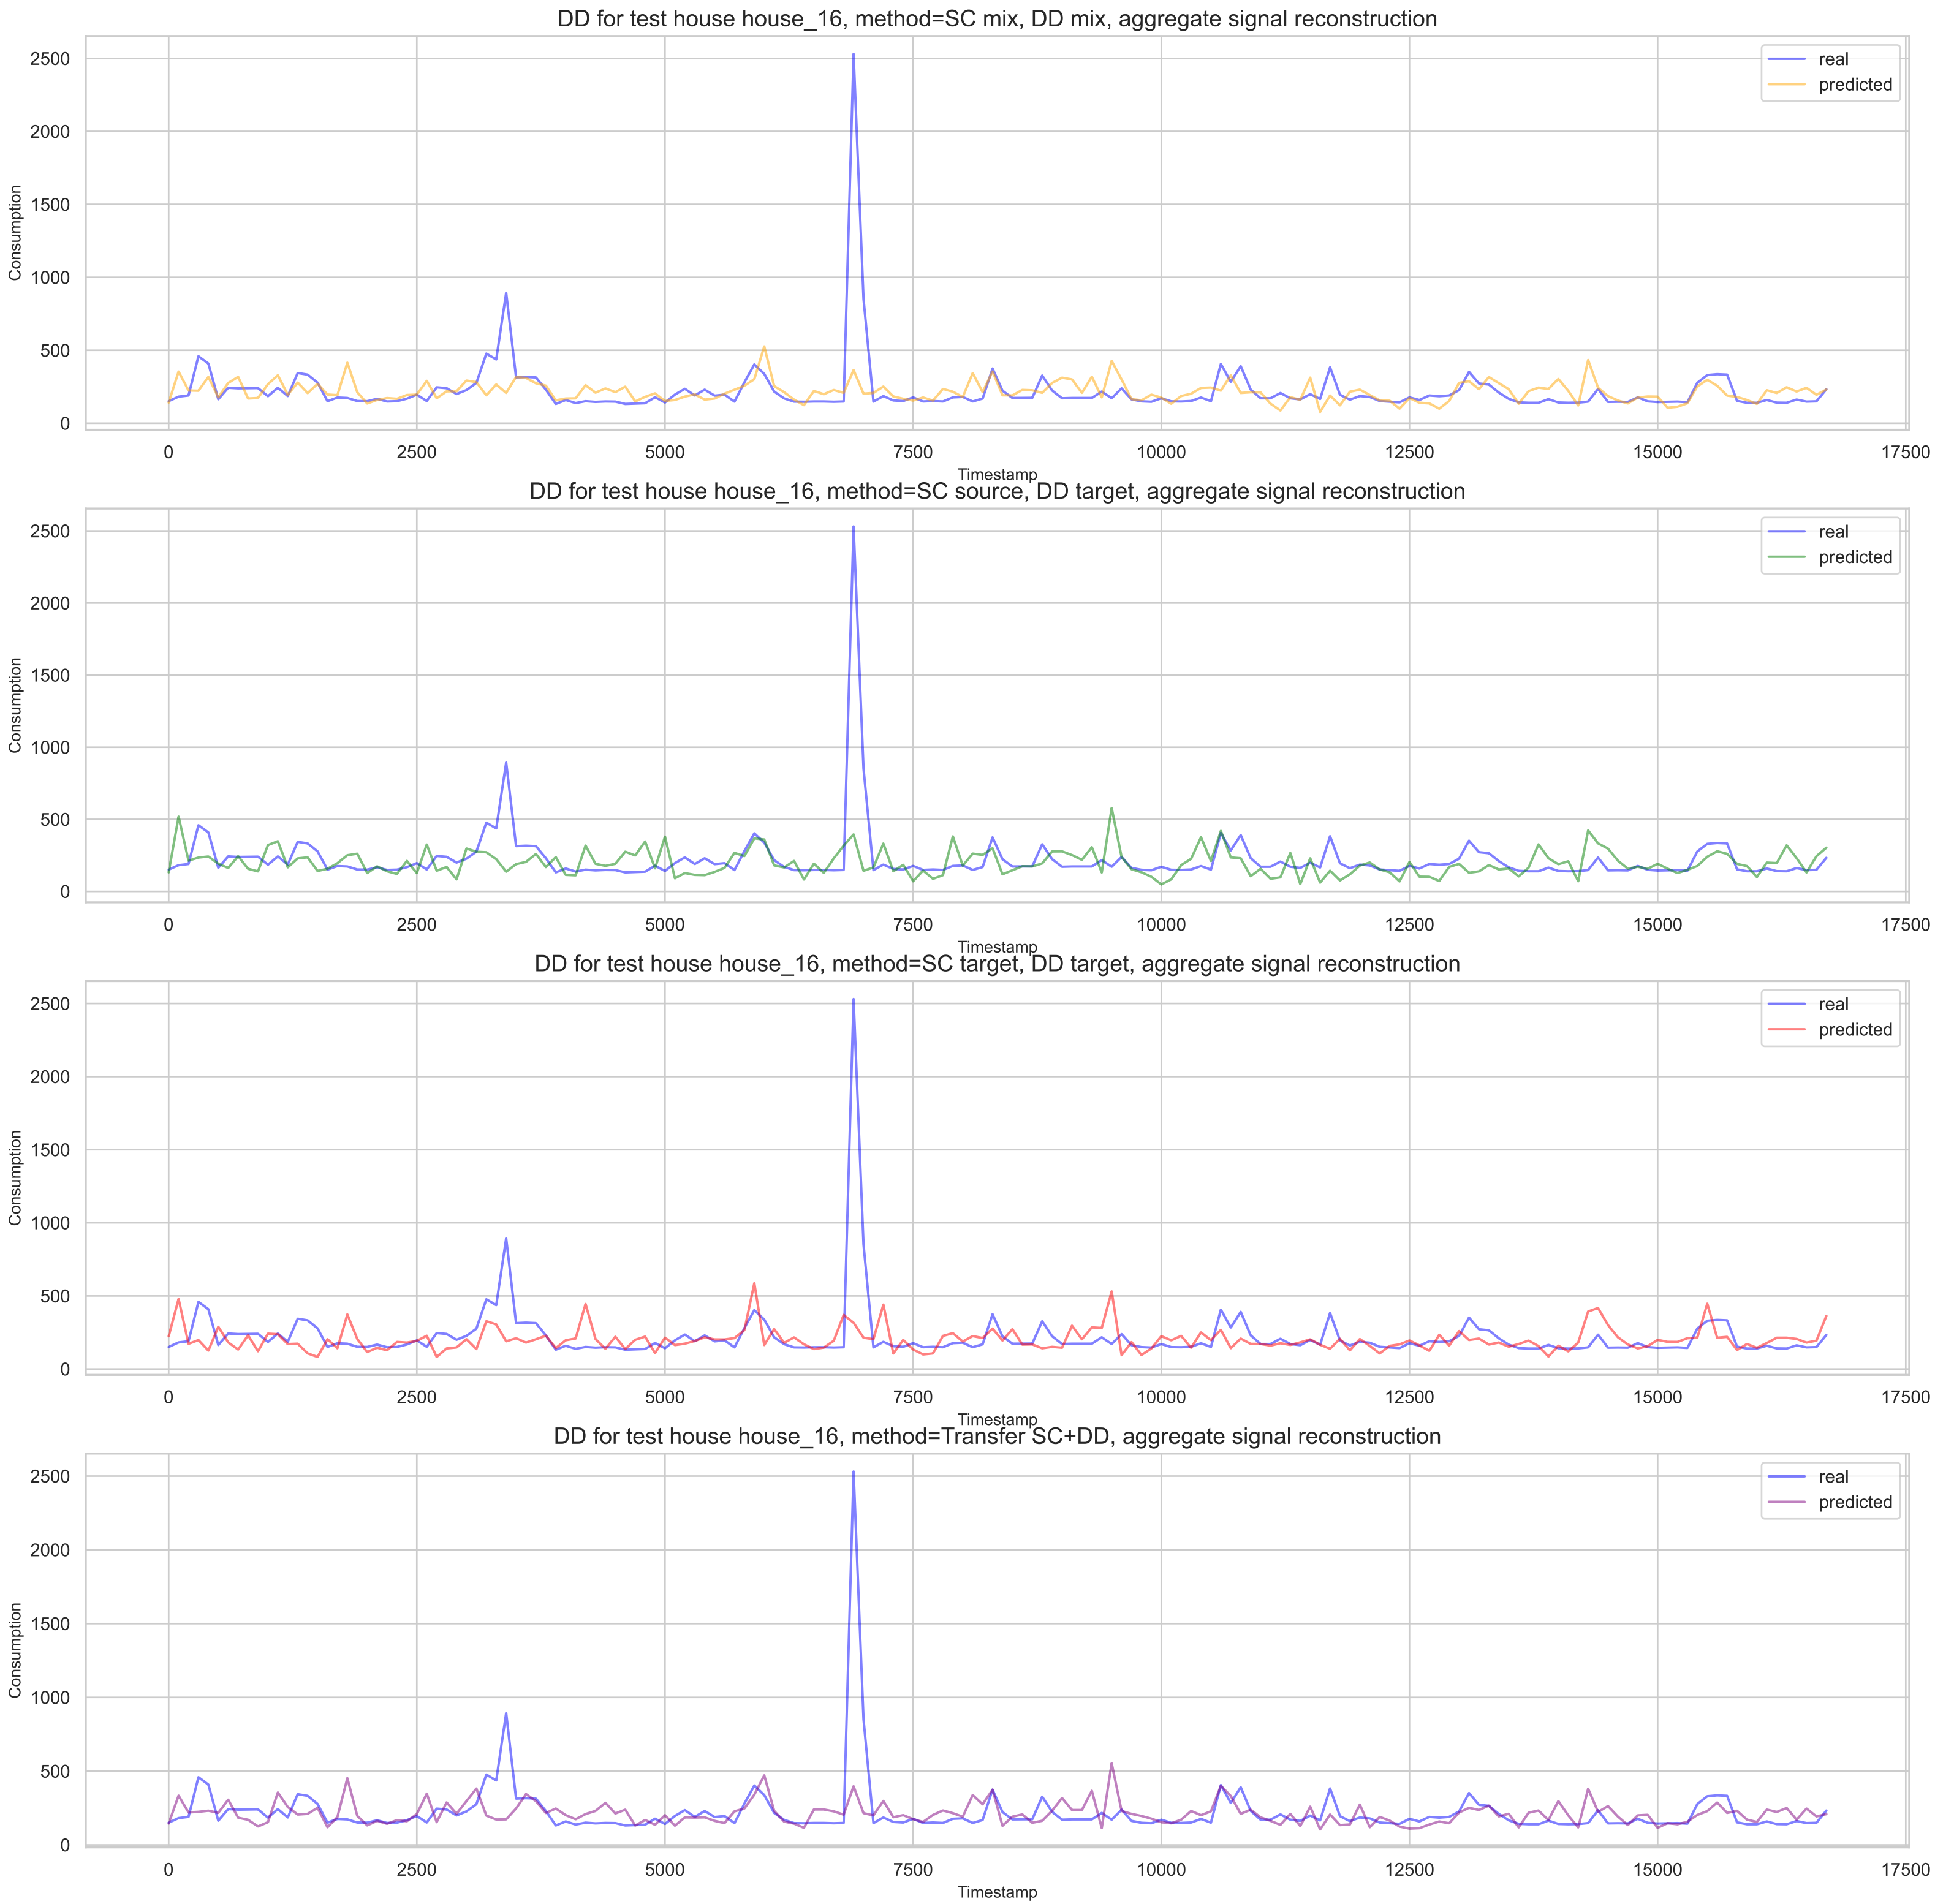 DD for test house house_16, method=SC mix, DD mix, aggregate signal reconstruction
real
predicted
2500
2000
1500
1000
500
0
Consumption
0 2500 5000 7500 10000 12500 15000 17500
Timestamp
DD for test house house_16, method=SC source, DD target, aggregate signal reconstruction
real
predicted
2500
2000
1500
1000
500
0
Consumption
0 2500 5000 7500 10000 12500 15000 17500
Timestamp
DD for test house house_16, method=SC target, DD target, aggregate signal reconstruction
real
predicted
2500
2000
1500
1000
500
0
Consumption
0 2500 5000 7500 10000 12500 15000 17500
Timestamp
DD for test house house_16, method=Transfer SC+DD, aggregate signal reconstruction
real
predicted
2500
2000
1500
1000
500
0
Consumption
0 2500 5000 7500 10000 12500 15000 17500
Timestamp